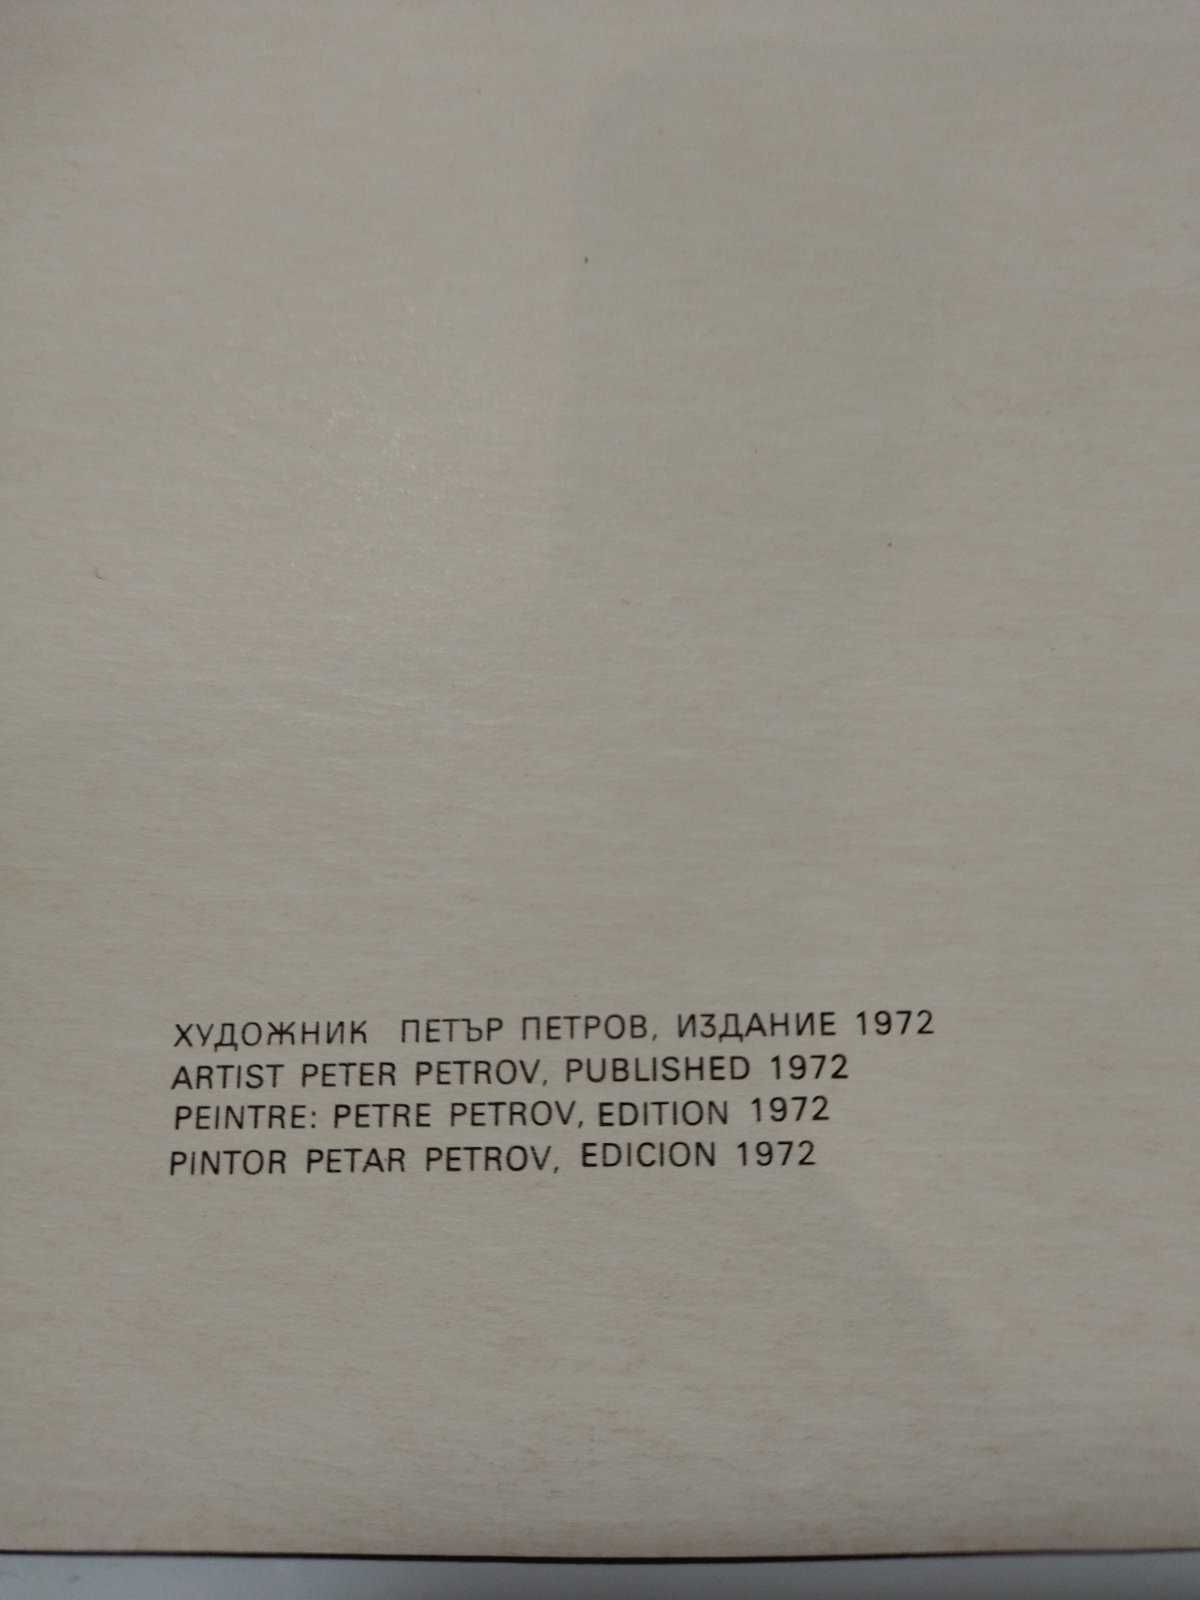 ХУДОЖНИК ПЕТЪР ПЕТРОВ, ИЗДАНИЕ 1972
ARTIST PETER PETROV, PUBLISHED 1972
PEINTRE: PETRE PETROV, EDITION 1972
PINTOR PETAR PETROV, EDICION 1972